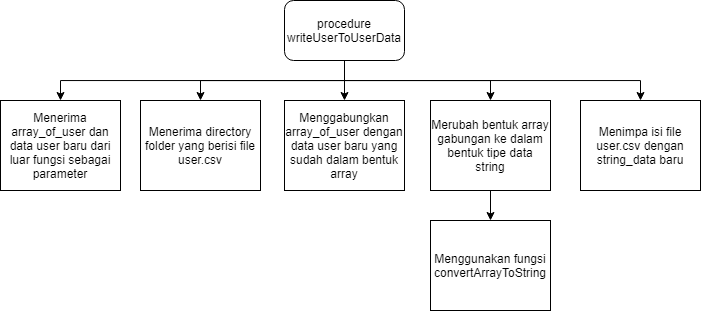 procedure
writeUserToUserData
Menerima
array_of_user dan
data user baru dari
luar fungsi sebagai
parameter
Menerima directory
folder yang berisi file
user.csv
Menggabungkan
array_of_user dengan
data user baru yang
sudah dalam bentuk
array
Merubah bentuk array
gabungan ke dalam
bentuk tipe data
string
Menimpa isi file
user.csv dengan
string_data baru
Menggunakan fungsi
convertArrayToString